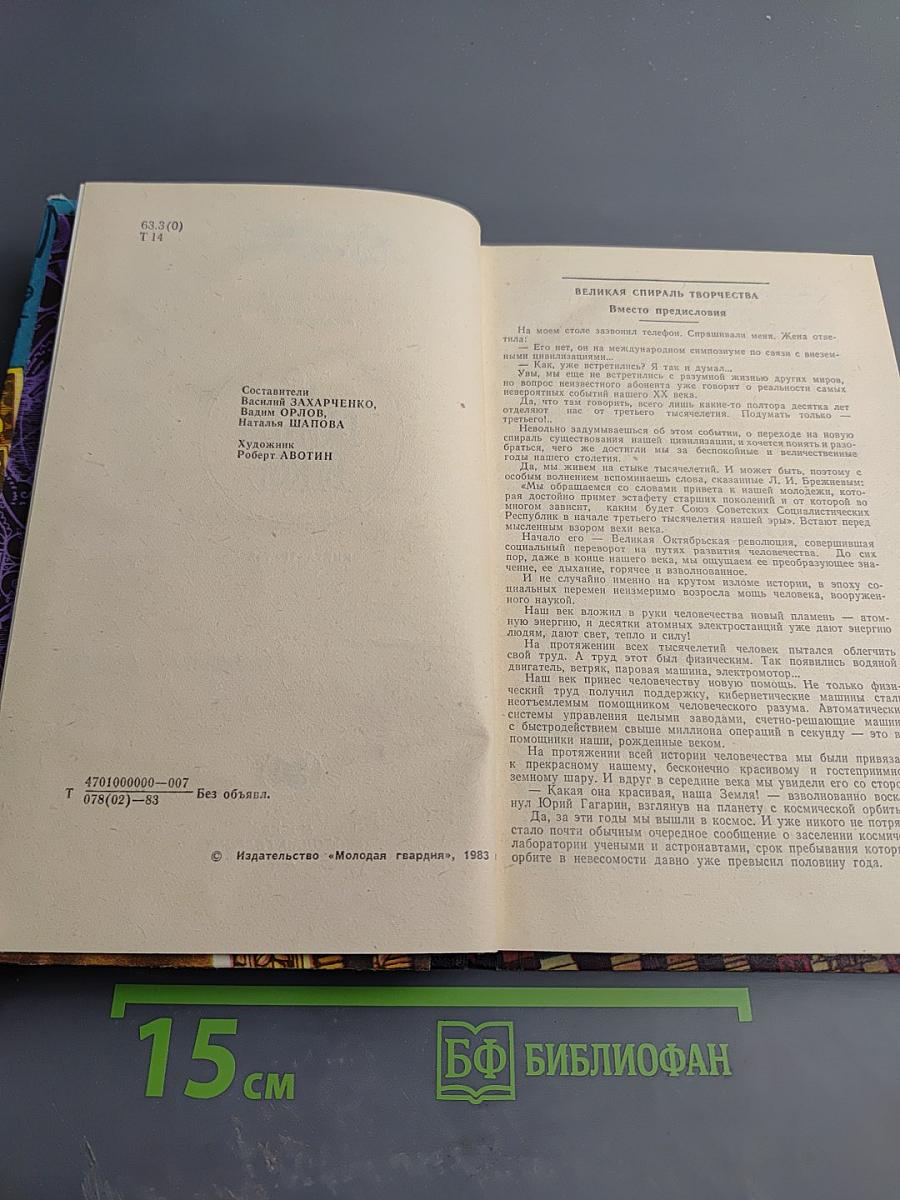 63.3(0)
Т 14
Составители
Василий ЗАХАРЧЕНКО,
Вадим ОРЛОВ,
Наталья ШАПОВА
Художник
Роберт АВОТИН
Т 4701000000—007
078(02)—83 Без объявл.
© Издательство «Молодая гвардия», 1983
ВЕЛИКАЯ СПИРАЛЬ ТВОРЧЕСТВА
Вместо предисловия
На моем столе зазвонил телефон. Спрашивали меня. Жена отве-
тила:
— Его нет, он на международном симпозиуме по связи с внезем-
ными цивилизациями...
— Как, уже встретились? Я так и думал...
Увы, мы еще не встретились с разумной жизнью других миров,
но вопрос неизвестного абонента уже говорит о реальности самых
невероятных событий нашего XX века.
Да, что там говорить, всего лишь какие-то полтора десятка лет
отделяют нас от третьего тысячелетия. Подумать только —
третьего!..
Невольно задумываешься об этом событии, о переходе на новую
спираль существования нашей цивилизации, и хочется понять и разо-
браться, чего же достигли мы за беспокойные и величественные
годы нашего столетия.
Да, мы живем на стыке тысячелетий. И может быть, поэтому с
особым волнением вспоминаешь слова, сказанные Л. И. Брежневым:
«Мы обращаемся со словами привета к нашей молодежи, кото-
рая достойно примет эстафету старших поколений и от которой во
многом зависит, каким будет Союз Советских Социалистических
Республик в начале третьего тысячелетия нашей эры». Встают перед
мысленным взором вехи века.
Начало его — Великая Октябрьская революция, совершившая
социальный переворот на путях развития человечества. До сих
пор, даже в конце нашего века, мы ощущаем ее преобразующее зна-
чение, ее дыхание, горячее и взволнованное.
И не случайно именно на крутом изломе истории, в эпоху со-
циальных перемен неизмеримо возросла мощь человека, вооружен-
ного наукой.
Наш век вложил в руки человечества новый пламень — атом-
ную энергию, и десятки атомных электростанций уже дают энергию
людям, дают свет, тепло и силу!
На протяжении всех тысячелетий человек пытался облегчить
свой труд. А труд этот был физическим. Так появились водяной
двигатель, ветряк, паровая машина, электромотор...
Наш век принес человечеству новую помощь. Не только физи-
ческий труд получил поддержку, кибернетические машины стали
неотъемлемым помощником человеческого разума. Автоматически
системы управления целыми заводами, счетно-решающие машин
с быстродействием свыше миллиона операций в секунду — это в
помощники наши, рожденные веком.
На протяжении всей истории человечества мы были привяза
к прекрасному нашему, бесконечно красивому и гостеприимно
земному шару. И вдруг в середине века мы увидели его со сторо
— Какая она красивая, наша Земля! — взволнованно воск
нул Юрий Гагарин, взглянув на планету с космической орбиты
Да, за эти годы мы вышли в космос. И уже никого не потря
стало почти обычным очередное сообщение о заселении космиче
лаборатории учеными и астронавтами, срок пребывания котор
орбите в невесомости давно уже превысил половину года.
15 см
БФ БИБЛИОФАН